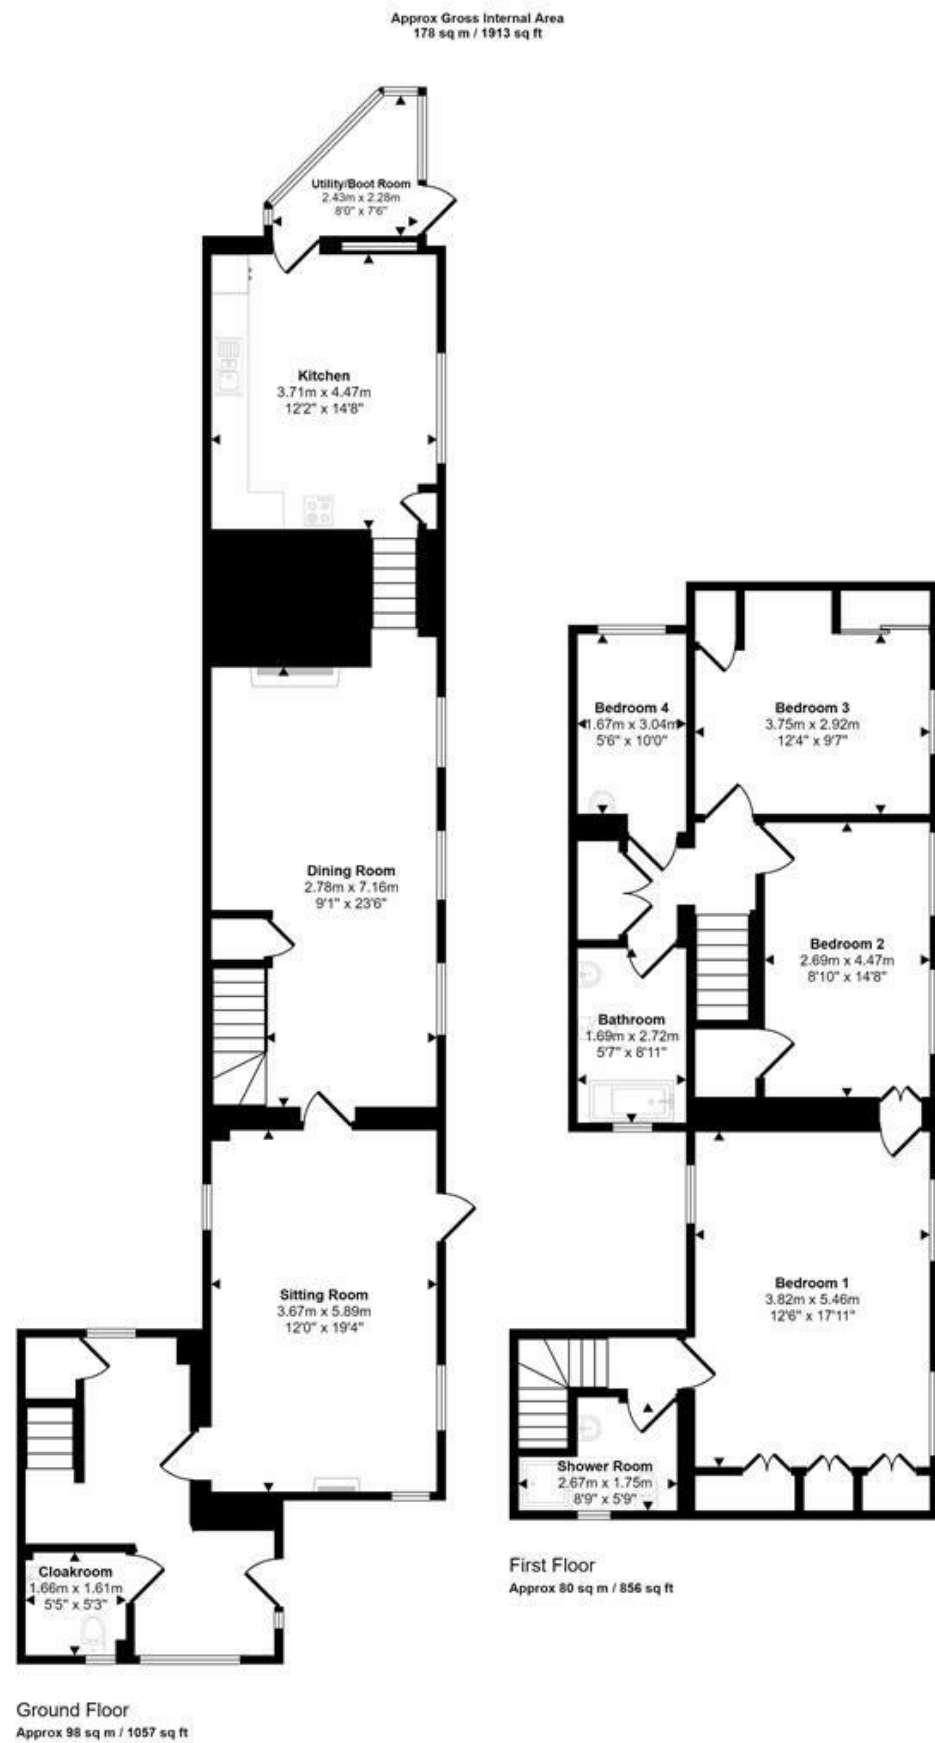 Approx Gross Internal Area
178 sq m / 1913 sq ft
Utility/Boot Room
2.43m x 2.28m
8'0" x 7'6"
Kitchen
3.71m x 4.47m
12'2" x 14'8"
Dining Room
2.78m x 7.16m
9'1" x 23'6"
Sitting Room
3.67m x 5.89m
12'0" x 19'4"
Cloakroom
1.66m x 1.61m
5'5" x 5'3"
Ground Floor
Approx 98 sq m / 1057 sq ft
Bedroom 4
1.67m x 3.04m
5'6" x 10'0"
Bedroom 3
3.75m x 2.92m
12'4" x 9'7"
Bedroom 2
2.69m x 4.47m
8'10" x 14'8"
Bathroom
1.69m x 2.72m
5'7" x 8'11"
Bedroom 1
3.82m x 5.46m
12'6" x 17'11"
Shower Room
2.67m x 1.75m
8'9" x 5'9"
First Floor
Approx 80 sq m / 856 sq ft